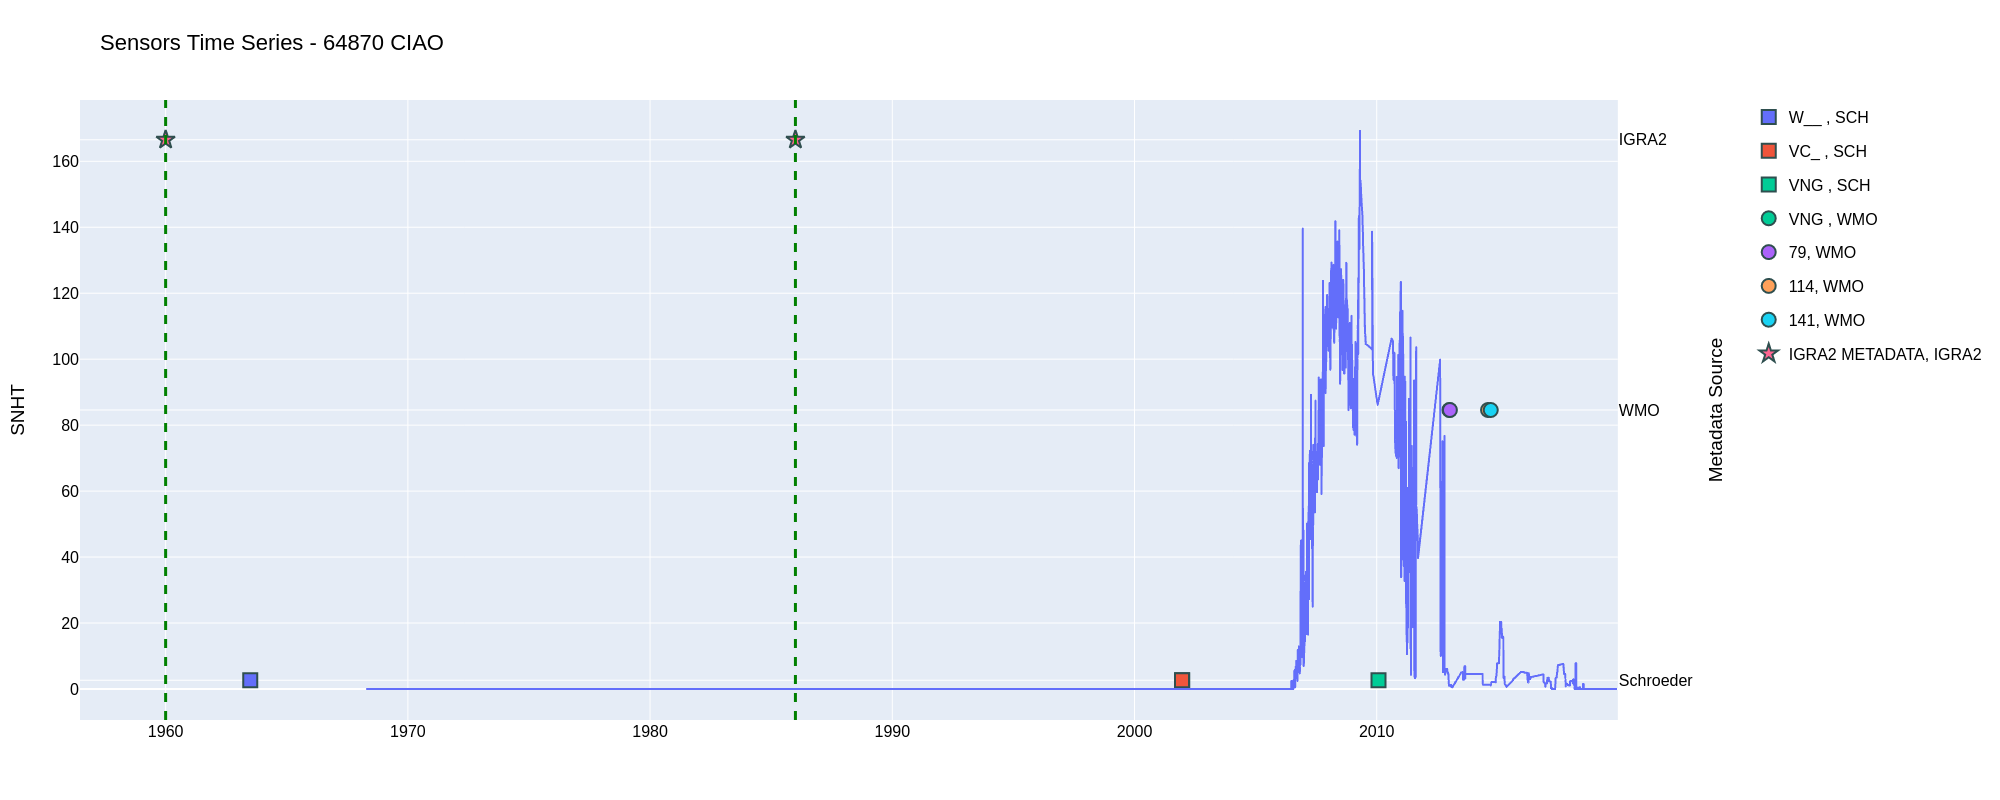 Sensors Time Series - 64870 CIAO
SNHT
160
140
120
100
80
60
40
20
0
1960
1970
1980
1990
2000
2010
IGRA2
WMO
Schroeder
Metadata Source
W__ , SCH
VC_ , SCH
VNG , SCH
VNG , WMO
79, WMO
114, WMO
141, WMO
IGRA2 METADATA, IGRA2